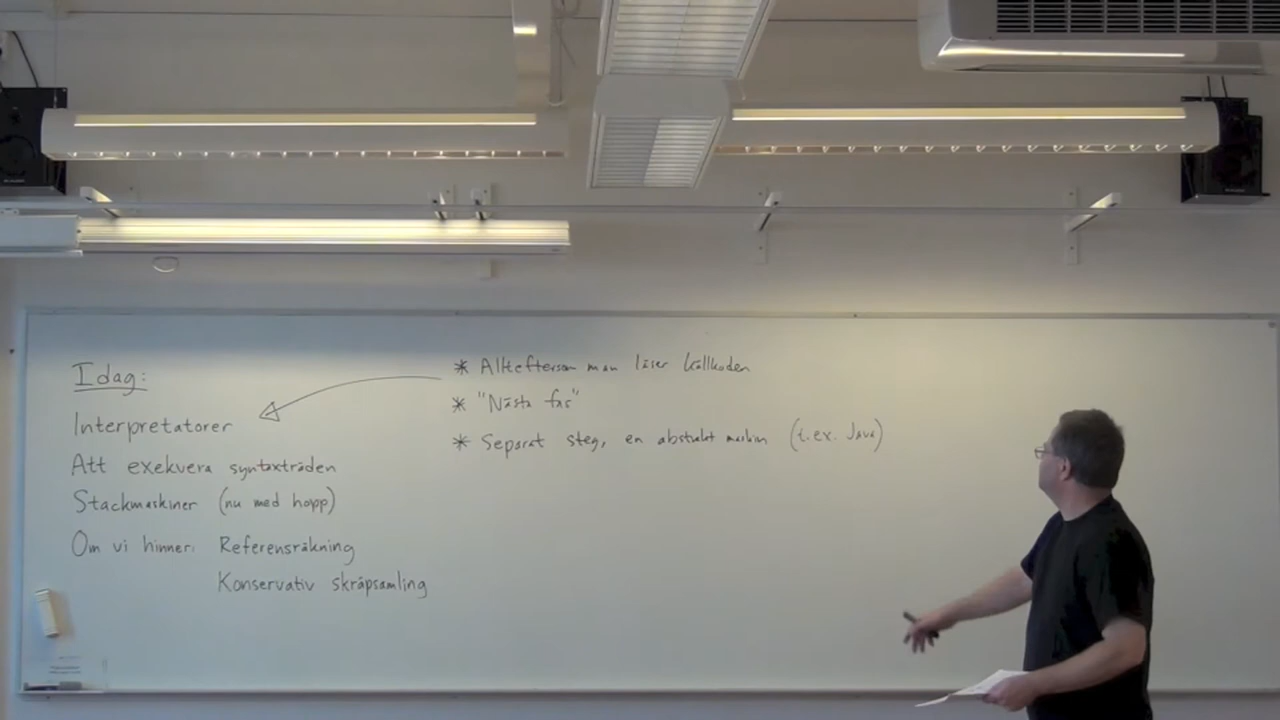 Idag:
Interpretatorer
Att exekvera syntaxträden
Stackmaskiner (nu med hopp)
Om vi hinner: Referensräkning
Konservativ skräpsamling
* Allteftersom man läser källkoden
* "Nästa fas"
* Separat steg, en abstrakt maskin (t.ex. Java)